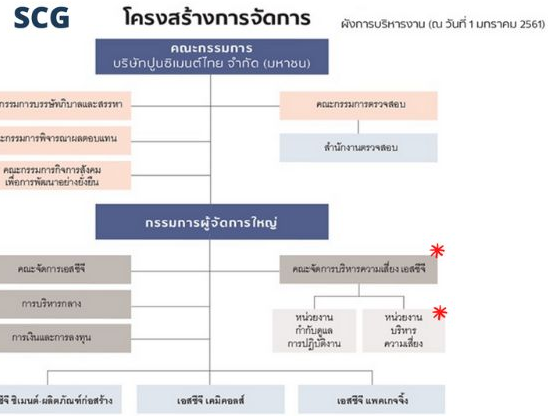 SCG
โครงสร้างการจัดการ
ผังการบริหารงาน (ณ วันที่ 1 มกราคม 2561)
คณะกรรมการ
บริษัทปูนซิเมนต์ไทย จำกัด (มหาชน)
กรรมการบรรษัทภิบาลและสรรหา
คณะกรรมการตรวจสอบ
ะกรรมการพิจารณาผลตอบแทน
สำนักงานตรวจสอบ
คณะกรรมการกิจการสังคม
เพื่อการพัฒนาอย่างยั่งยืน
กรรมการผู้จัดการใหญ่
คณะจัดการเอสซีจี
คณะจัดการบริหารความเสี่ยง เอสซีจี
การบริหารกลาง
การเงินและการลงทุน
หน่วยงาน
กำกับดูแล
การปฏิบัติงาน
หน่วยงาน
บริหาร
ความเสี่ยง
ซีจี ซิเมนต์-ผลิตภัณฑ์ก่อสร้าง
เอสซีจี เคมิคอลส์
เอสซีจี แพคเกจจิ้ง